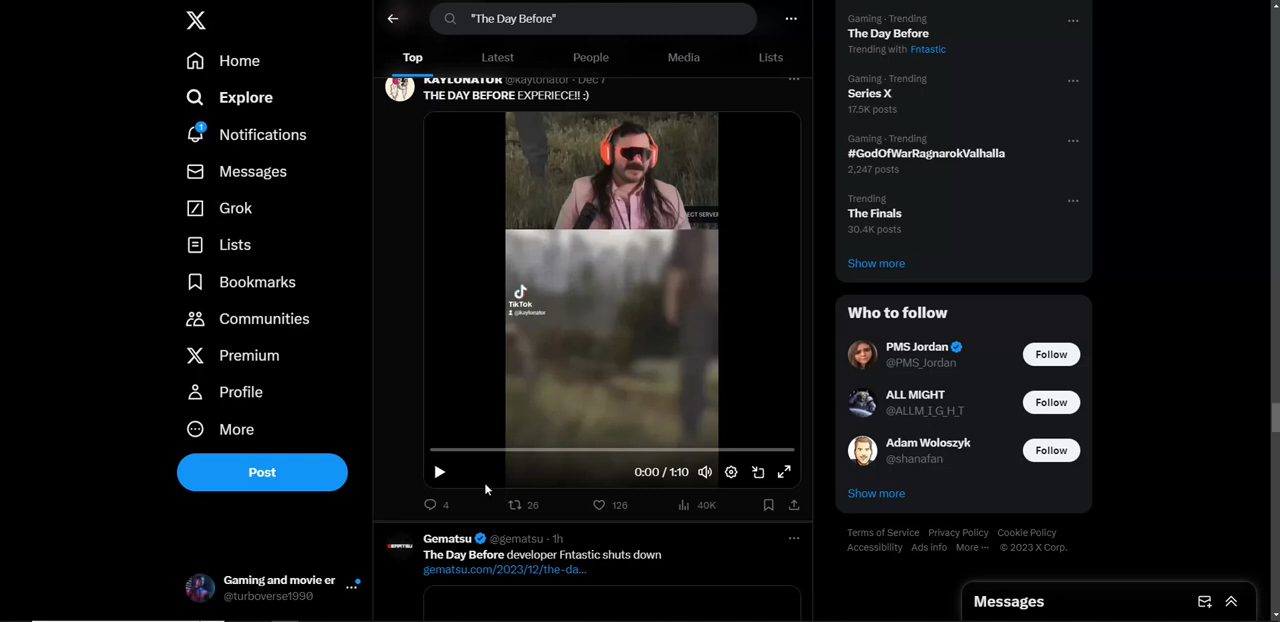 Home
Explore
1
Notifications
Messages
Grok
Lists
Bookmarks
Communities
Premium
Profile
More
Post
Gaming and movie er
@turboverse1990
"The Day Before"
Top
Latest
People
Media
Lists
KAYLONATOR @kaylonator · Dec 7
THE DAY BEFORE EXPERIECE!! :)
ECT SERVER
TikTok
@kaylonator
0:00 / 1:10
4
26
126
40K
GEMATSU
Gematsu @gematsu · 1h
The Day Before developer Fntastic shuts down
gematsu.com/2023/12/the-da...
Gaming · Trending
The Day Before
Trending with Fntastic
Gaming · Trending
Series X
17.5K posts
Gaming · Trending
#GodOfWarRagnarokValhalla
2,247 posts
Trending
The Finals
30.4K posts
Show more
Who to follow
PMS Jordan
@PMS_Jordan
Follow
ALL MIGHT
@ALLM_I_G_H_T
Follow
Adam Woloszyk
@shanafan
Follow
Show more
Terms of Service Privacy Policy Cookie Policy
Accessibility Ads info More ··· © 2023 X Corp.
Messages